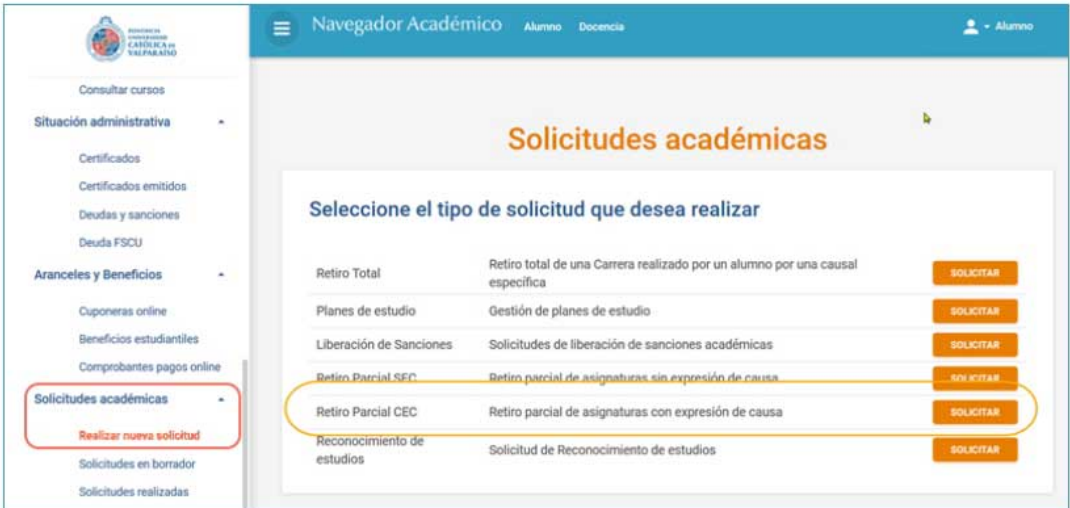 PONTIFICIA
UNIVERSIDAD
CATÓLICA DE
VALPARAÍSO
Navegador Académico Alumno Docencia
Alumno
Consultar cursos
Situación administrativa
Certificados
Certificados emitidos
Deudas y sanciones
Deuda FSCU
Aranceles y Beneficios
Cuponeras online
Beneficios estudiantiles
Comprobantes pagos online
Solicitudes académicas
Realizar nueva solicitud
Solicitudes en borrador
Solicitudes realizadas
Solicitudes académicas
Seleccione el tipo de solicitud que desea realizar
Retiro Total
Retiro total de una Carrera realizado por un alumno por una causal
específica
SOLICITAR
Planes de estudio Gestión de planes de estudio SOLICITAR
Liberación de Sanciones Solicitudes de liberación de sanciones académicas SOLICITAR
Retiro Parcial SEC Retiro parcial de asignaturas sin expresión de causa SOLICITAR
Retiro Parcial CEC Retiro parcial de asignaturas con expresión de causa SOLICITAR
Reconocimiento de
estudios
Solicitud de Reconocimiento de estudios SOLICITAR